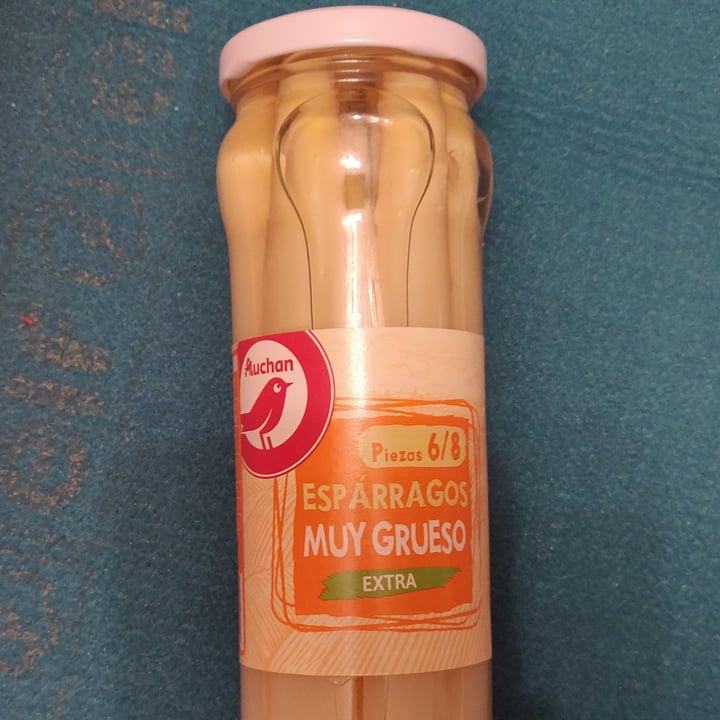 Auchan
Piezas 6/8
ESPÁRRAGOS
MUY GRUESO
EXTRA